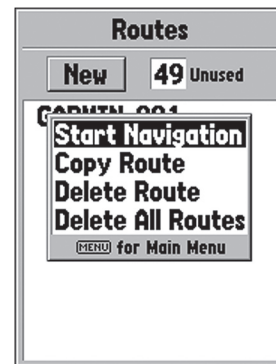 Routes
New 49 Unused
Start Navigation
Copy Route
Delete Route
Delete All Routes
MENU for Main Menu